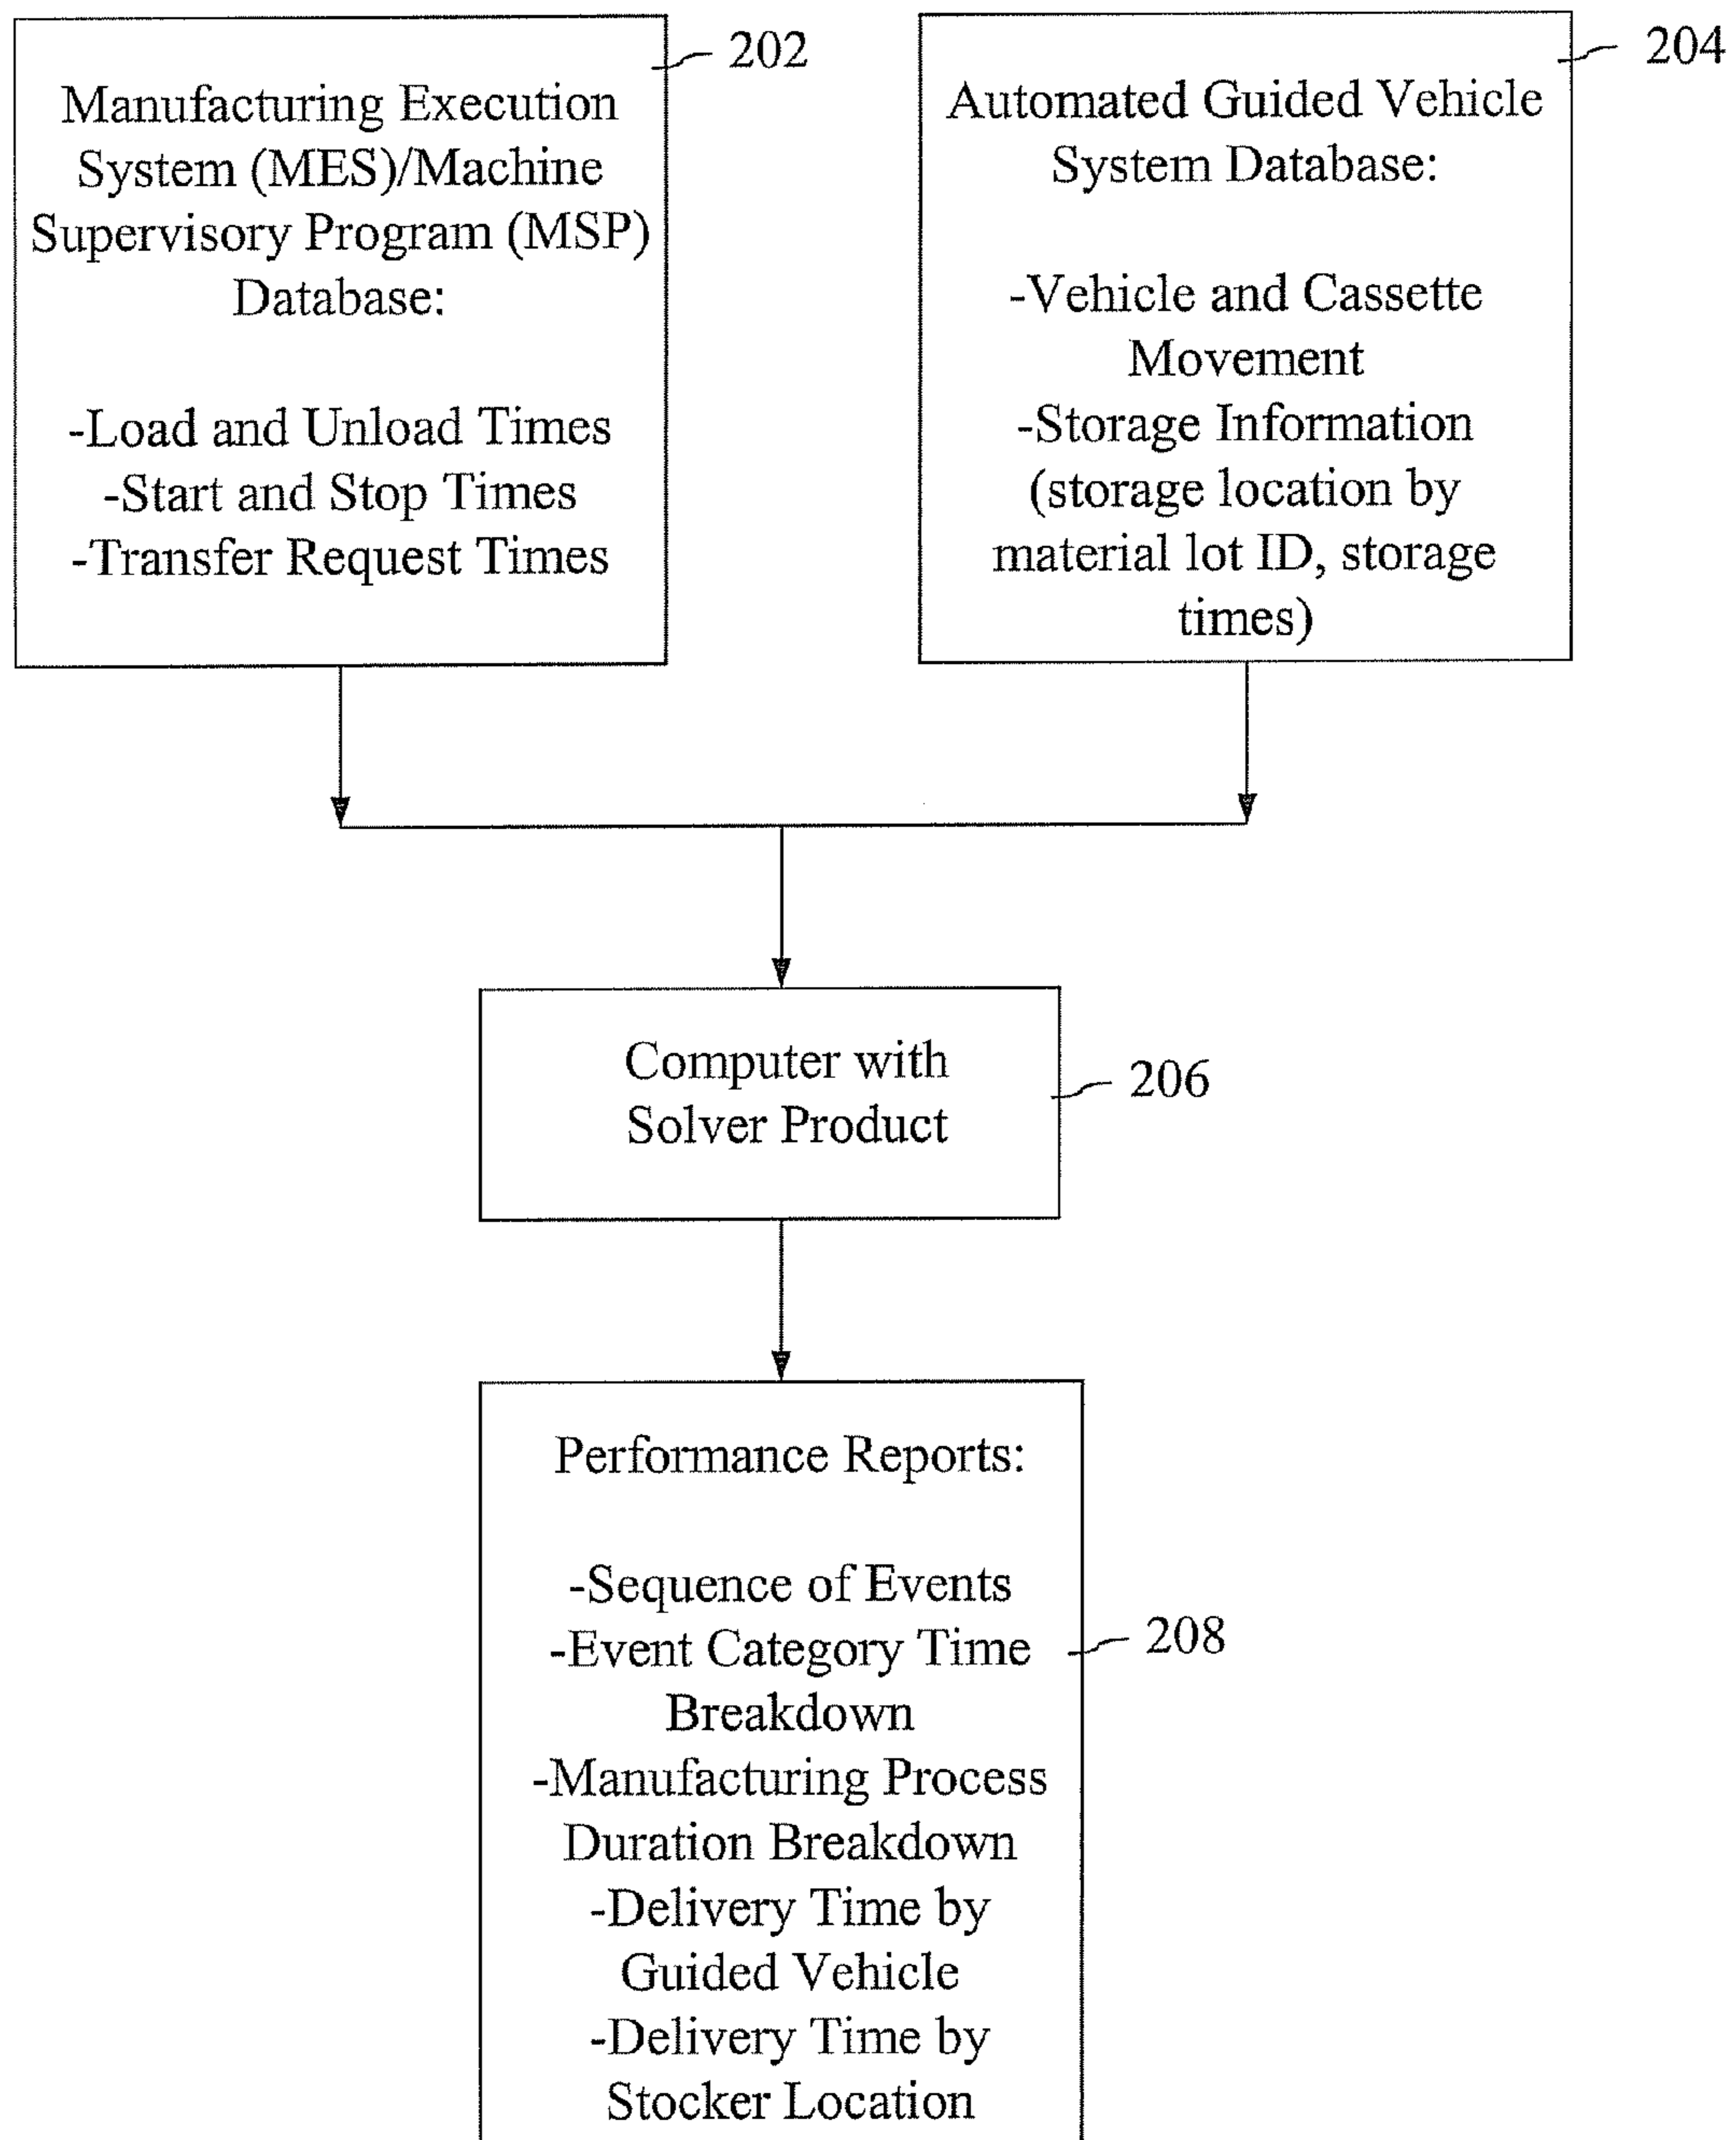 202
Manufacturing Execution
System (MES)/Machine
Supervisory Program (MSP)
Database:
-Load and Unload Times
-Start and Stop Times
-Transfer Request Times
204
Automated Guided Vehicle
System Database:
-Vehicle and Cassette
Movement
-Storage Information
(storage location by
material lot ID, storage
times)
Computer with
Solver Product
206
Performance Reports:
-Sequence of Events
-Event Category Time
Breakdown
-Manufacturing Process
Duration Breakdown
-Delivery Time by
Guided Vehicle
-Delivery Time by
Stocker Location
208